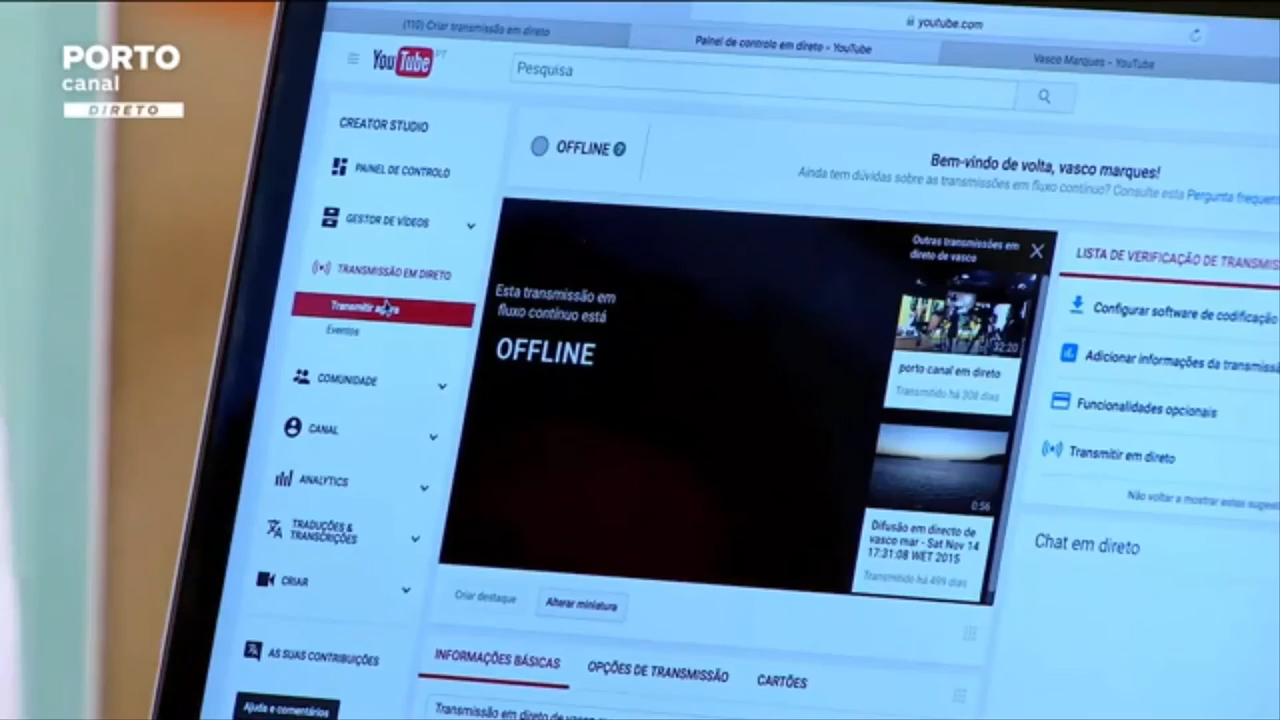 PORTO
canal
DIRETO
youtube.com
(110) Criar transmissão em direto
Painel de controlo em direto - YouTube
Vasco Marques - YouTube
YouTube PT
Pesquisa
CREATOR STUDIO
PAINEL DE CONTROLO
GESTOR DE VÍDEOS
TRANSMISSÃO EM DIRETO
Transmitir agora
Eventos
COMUNIDADE
CANAL
ANALYTICS
TRADUÇÕES &
TRANSCRIÇÕES
CRIAR
AS SUAS CONTRIBUIÇÕES
Ajuda e comentários
OFFLINE ?
Bem-vindo de volta, vasco marques!
Ainda tem dúvidas sobre as transmissões em fluxo contínuo? Consulte esta Pergunta frequent
Esta transmissão em
fluxo contínuo está
OFFLINE
Outras transmissões em
direto de vasco
32:20
porto canal em direto
Transmitido há 308 dias
0:56
Difusão em directo de
vasco mar - Sat Nov 14
17:31:08 WET 2015
Transmitido há 499 dias
Criar destaque
Alterar miniatura
INFORMAÇÕES BÁSICAS
OPÇÕES DE TRANSMISSÃO
CARTÕES
Transmissão em direto de vasco
LISTA DE VERIFICAÇÃO DE TRANSMIS
Configurar software de codificação
Adicionar informações da transmiss
Funcionalidades opcionais
Transmitir em direto
Não voltar a mostrar estas sugest
Chat em direto